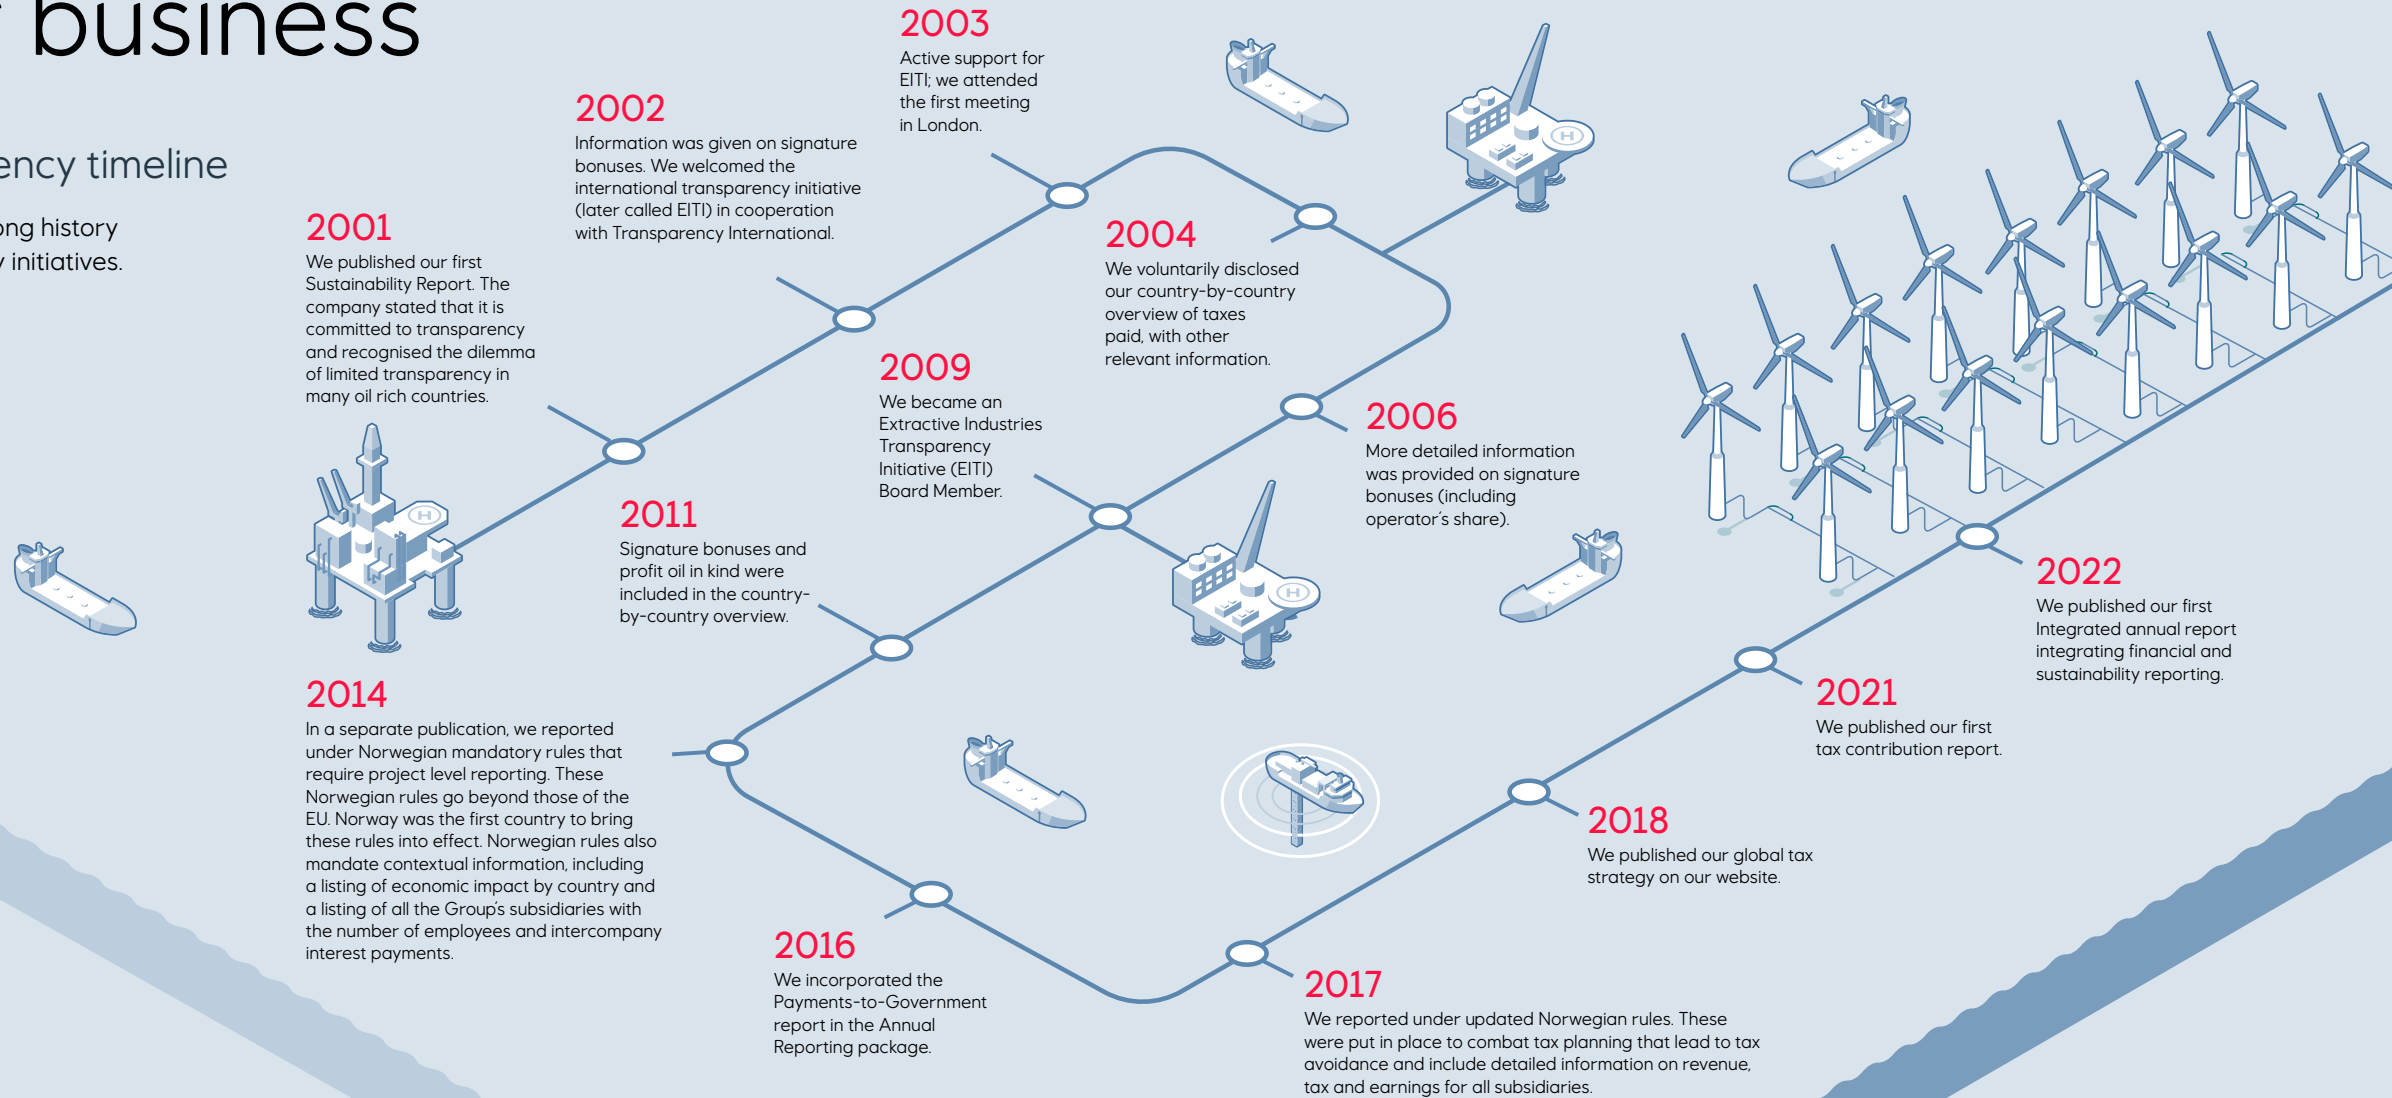 business
ency timeline
ong history
y initiatives.
2001
We published our first
Sustainability Report. The
company stated that it is
committed to transparency
and recognised the dilemma
of limited transparency in
many oil rich countries.
2002
Information was given on signature
bonuses. We welcomed the
international transparency initiative
(later called EITI) in cooperation
with Transparency International.
2003
Active support for
EITI; we attended
the first meeting
in London.
2004
We voluntarily disclosed
our country-by-country
overview of taxes
paid, with other
relevant information.
2006
More detailed information
was provided on signature
bonuses (including
operator's share).
2009
We became an
Extractive Industries
Transparency
Initiative (EITI)
Board Member.
2011
Signature bonuses and
profit oil in kind were
included in the country-
by-country overview.
2014
In a separate publication, we reported
under Norwegian mandatory rules that
require project level reporting. These
Norwegian rules go beyond those of the
EU. Norway was the first country to bring
these rules into effect. Norwegian rules also
mandate contextual information, including
a listing of economic impact by country and
a listing of all the Group's subsidiaries with
the number of employees and intercompany
interest payments.
2016
We incorporated the
Payments-to-Government
report in the Annual
Reporting package.
2017
We reported under updated Norwegian rules. These
were put in place to combat tax planning that lead to tax
avoidance and include detailed information on revenue,
tax and earnings for all subsidiaries.
2018
We published our global tax
strategy on our website.
2021
We published our first
tax contribution report.
2022
We published our first
Integrated annual report
integrating financial and
sustainability reporting.
H
H
H